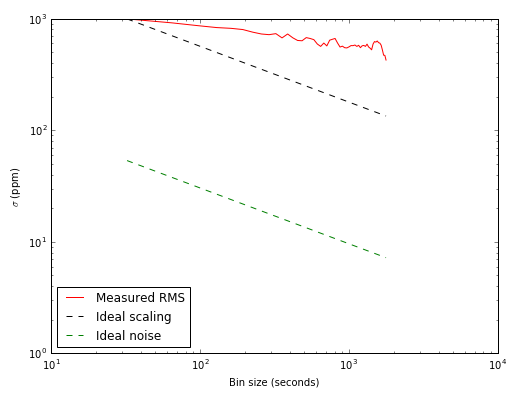 10³
10²
10¹
10⁰
σ (ppm)
Measured RMS
Ideal scaling
Ideal noise
10¹ 10² 10³ 10⁴
Bin size (seconds)